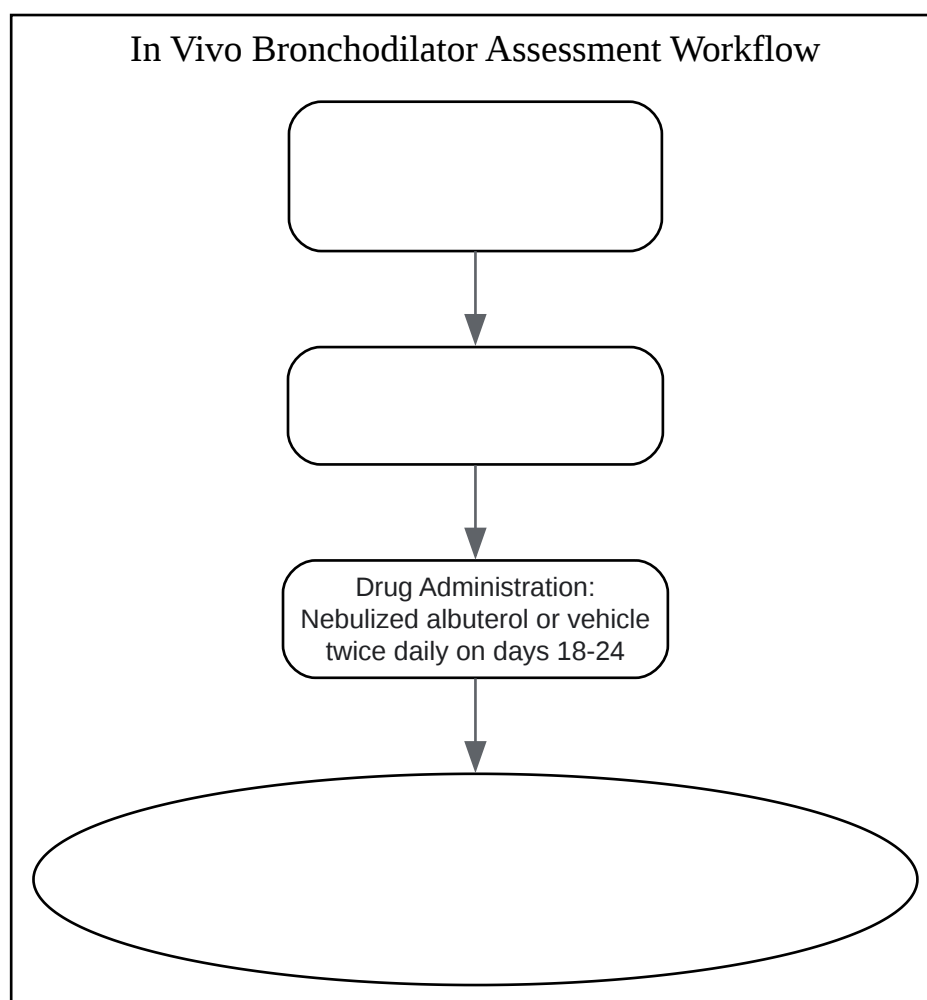 In Vivo Bronchodilator Assessment Workflow
Drug Administration:
Nebulized albuterol or vehicle
twice daily on days 18-24